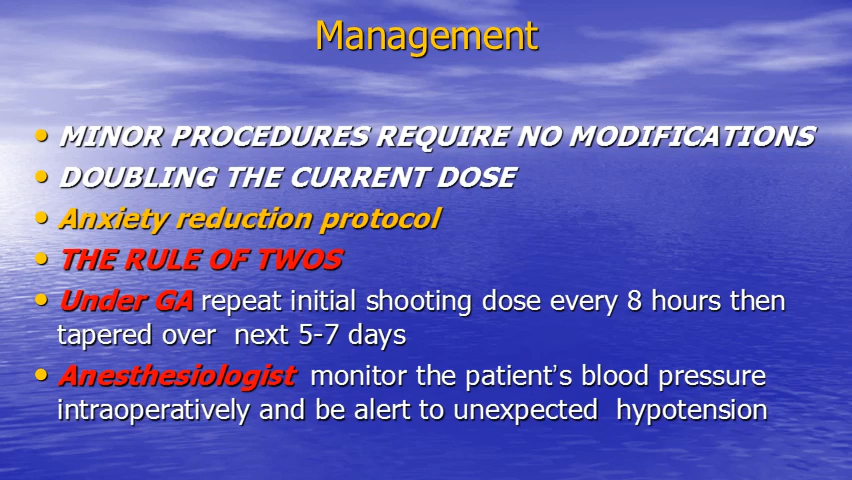 Management
• MINOR PROCEDURES REQUIRE NO MODIFICATIONS
• DOUBLING THE CURRENT DOSE
• Anxiety reduction protocol
• THE RULE OF TWOS
• Under GA repeat initial shooting dose every 8 hours then
tapered over next 5-7 days
• Anesthesiologist monitor the patient’s blood pressure
intraoperatively and be alert to unexpected hypotension